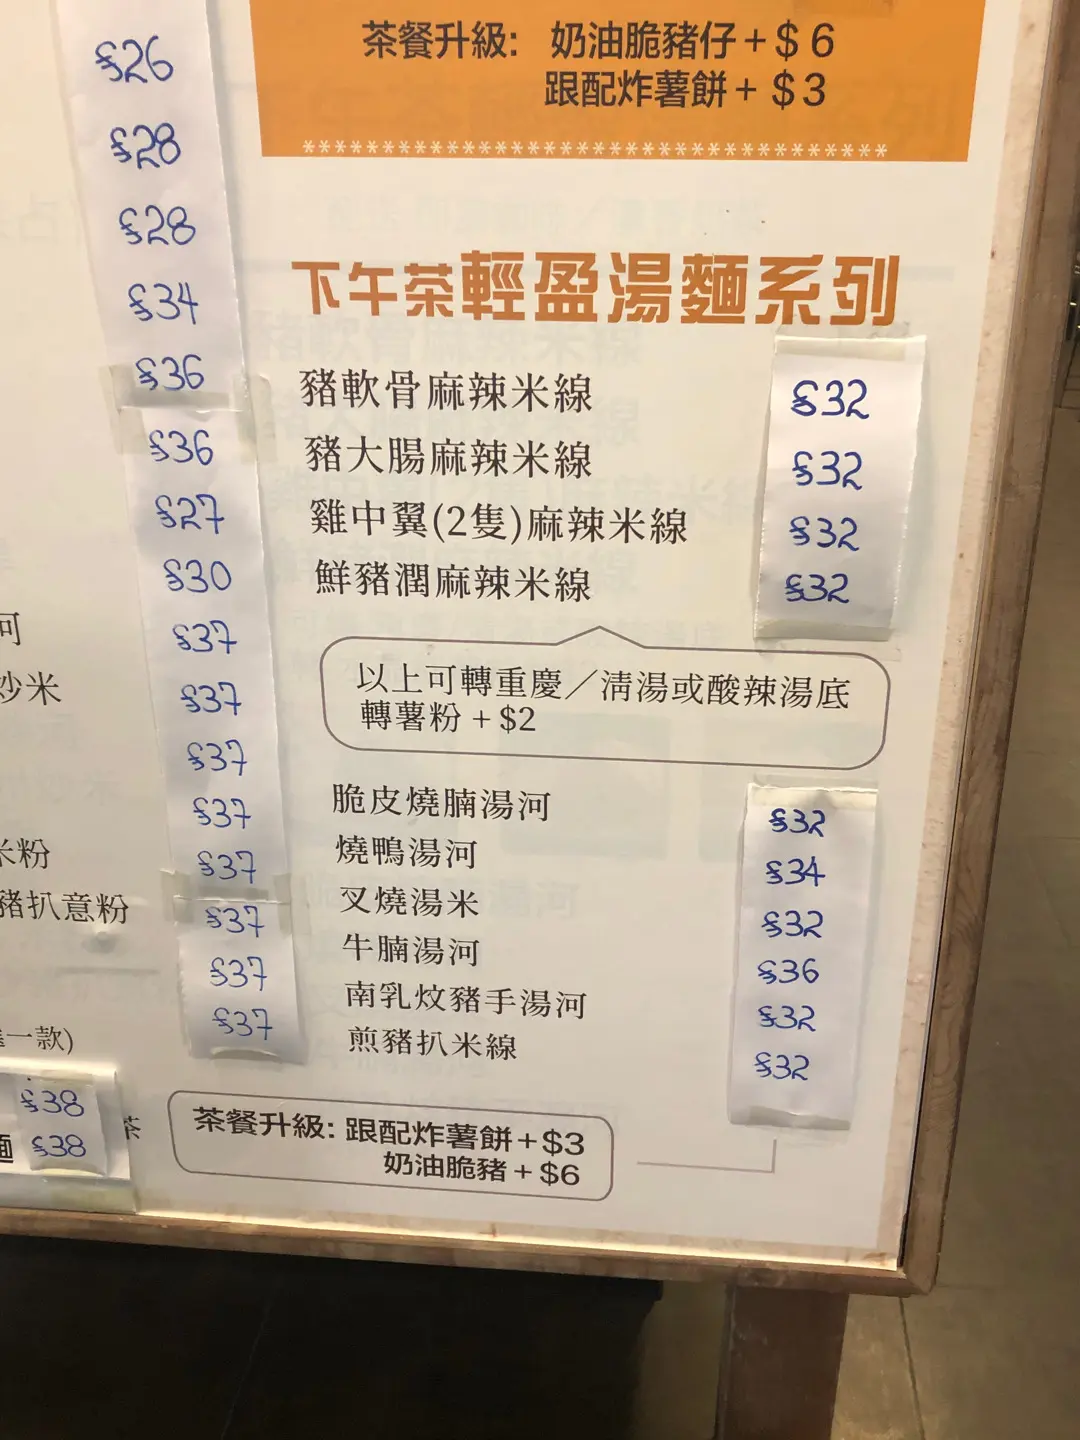 $26
$28
$28
$34
$36
$36
$27
$30
$37
$37
$37
$37
$37
$37
$37
$37
河
炒米
米粉
豬扒意粉
一款)
$38
麵 $38
茶
茶餐升級: 奶油脆豬仔+$6
跟配炸薯餅+ $3
********************************
下午茶輕盈湯麵系列
豬軟骨麻辣米線 $32
豬大腸麻辣米線 $32
雞中翼(2隻)麻辣米線 $32
鮮豬潤麻辣米線 $32
以上可轉重慶／清湯或酸辣湯底
轉薯粉 + $2
脆皮燒腩湯河 $32
燒鴨湯河 $34
叉燒湯米 $32
牛腩湯河 $36
南乳炆豬手湯河 $32
煎豬扒米線 $32
茶餐升級: 跟配炸薯餅+$3
奶油脆豬+$6